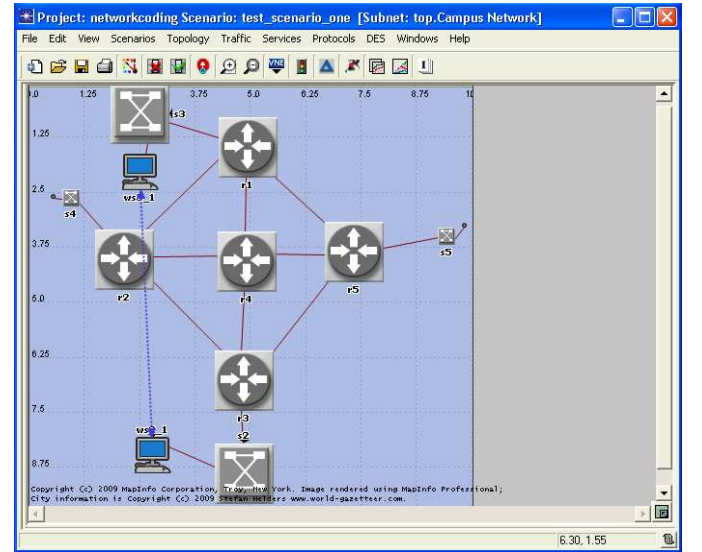 Project: networkcoding Scenario: test_scenario_one [Subnet: top.Campus Network]
File Edit View Scenarios Topology Traffic Services Protocols DES Windows Help
VNE
1.25 3.75 5.0 6.25 7.5 8.75
s3
1.25
r1
2.5
s4
s5
3.75
r2 r4 r5
5.0
6.25
7.5
r3
s2
8.75
Copyright (c) 2009 MapInfo Corporation, Troy, New York. Image rendered using MapInfo Professional;
City information is Copyright (c) 2009 Stefan Helders www.world-gazetteer.com.
6.30, 1.55